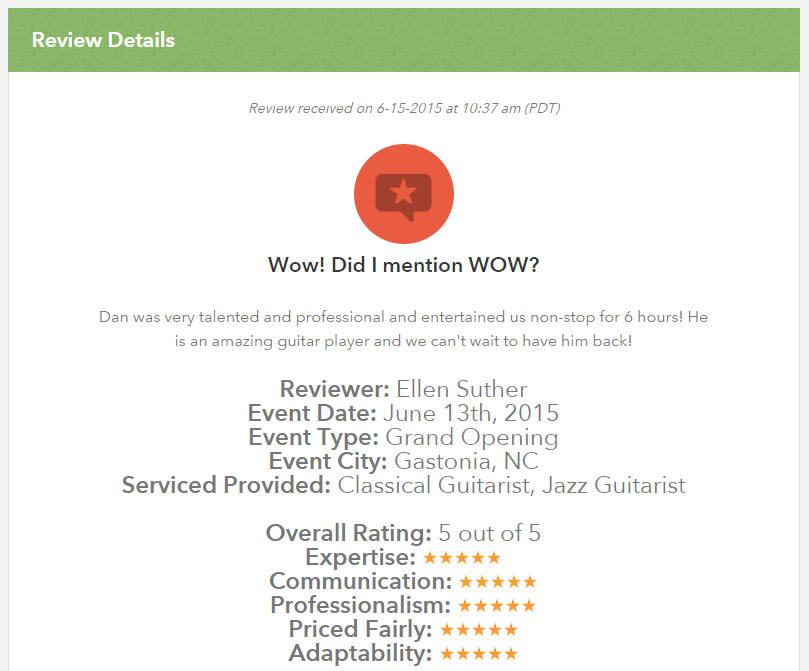 Review Details
Review received on 6-15-2015 at 10:37 am (PDT)
Wow! Did I mention WOW?
Dan was very talented and professional and entertained us non-stop for 6 hours! He
is an amazing guitar player and we can't wait to have him back!
Reviewer: Ellen Suther
Event Date: June 13th, 2015
Event Type: Grand Opening
Event City: Gastonia, NC
Serviced Provided: Classical Guitarist, Jazz Guitarist
Overall Rating: 5 out of 5
Expertise: ★★★★★
Communication: ★★★★★
Professionalism: ★★★★★
Priced Fairly: ★★★★★
Adaptability: ★★★★★